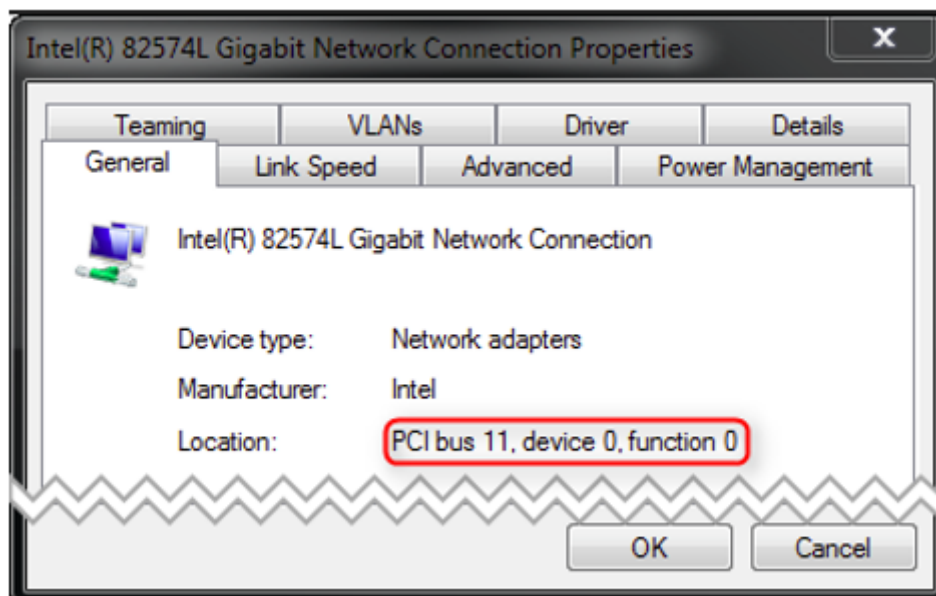 Intel(R) 82574L Gigabit Network Connection Properties
x
Teaming VLANs Driver Details
General Link Speed Advanced Power Management
Intel(R) 82574L Gigabit Network Connection
Device type: Network adapters
Manufacturer: Intel
Location: PCI bus 11, device 0, function 0
OK Cancel